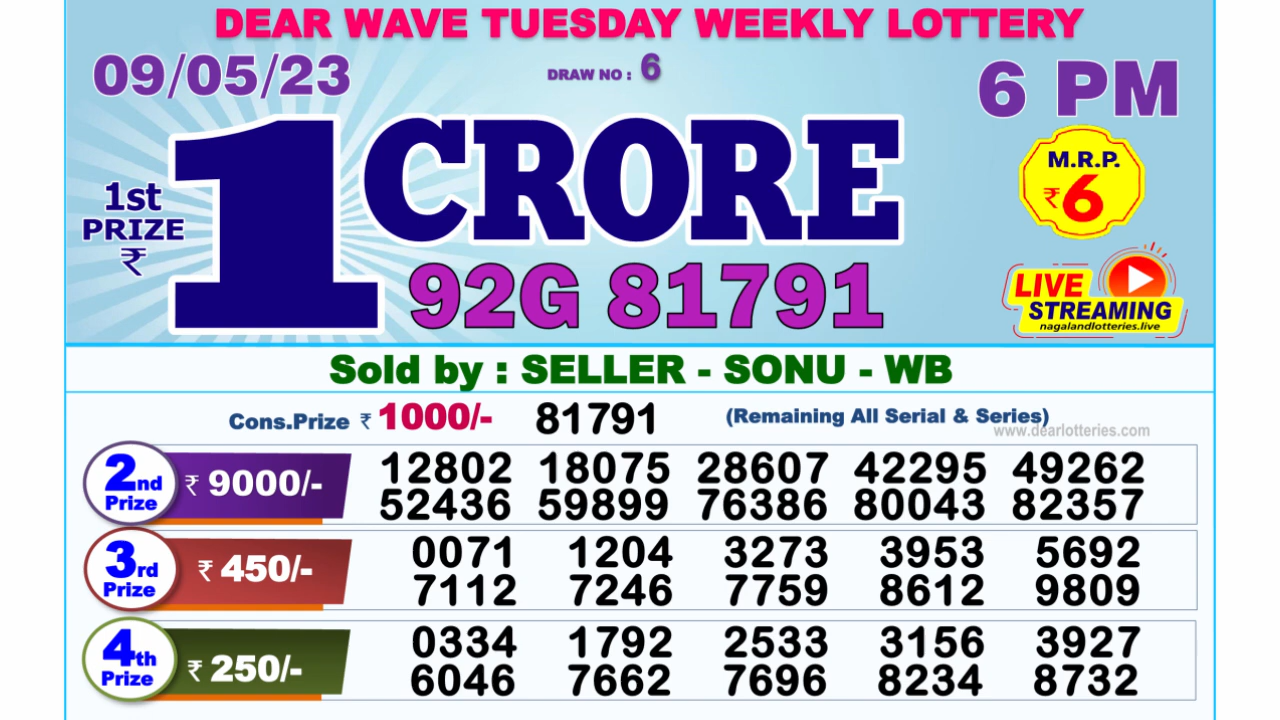 DEAR WAVE TUESDAY WEEKLY LOTTERY
09/05/23
DRAW NO : 6
6 PM
1st
PRIZE
₹
1 CRORE
92G 81791
M.R.P.
₹6
LIVE
STREAMING
nagalandlotteries.live
Sold by : SELLER - SONU - WB
Cons.Prize ₹ 1000/- 81791 (Remaining All Serial & Series)
www.dearlotteries.com
2nd Prize ₹ 9000/-
12802 18075 28607 42295 49262
52436 59899 76386 80043 82357
3rd Prize ₹ 450/-
0071 1204 3273 3953 5692
7112 7246 7759 8612 9809
4th Prize ₹ 250/-
0334 1792 2533 3156 3927
6046 7662 7696 8234 8732